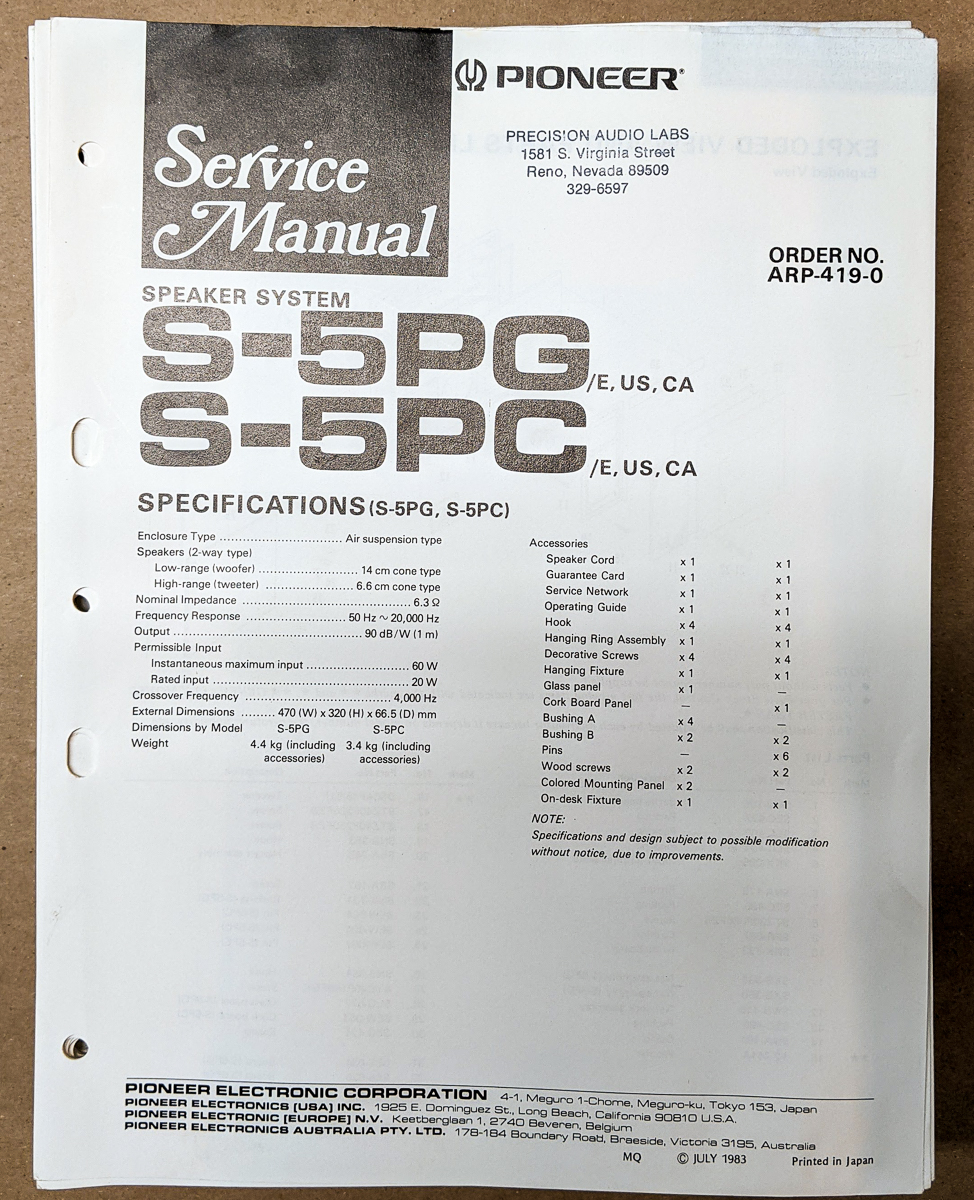 Service
Manual
PIONEER®
PRECISION AUDIO LABS
1581 S. Virginia Street
Reno, Nevada 89509
329-6597
ORDER NO.
ARP-419-0
SPEAKER SYSTEM
S-5PG/E, US, CA
S-5PC/E, US, CA
SPECIFICATIONS (S-5PG, S-5PC)
Enclosure Type .............................. Air suspension type
Speakers (2-way type)
Low-range (woofer) ........................ 14 cm cone type
High-range (tweeter) ..................... 6.6 cm cone type
Nominal Impedance .......................................... 6.3 Ω
Frequency Response ......................... 50 Hz ~ 20,000 Hz
Output ............................................... 90 dB/W (1 m)
Permissible Input
Instantaneous maximum input .......................... 60 W
Rated input .................................................. 20 W
Crossover Frequency ..................................... 4,000 Hz
External Dimensions ......... 470 (W) x 320 (H) x 66.5 (D) mm
Dimensions by Model S-5PG S-5PC
Weight 4.4 kg (including 3.4 kg (including
accessories) accessories)
Accessories
Speaker Cord x 1 x 1
Guarantee Card x 1 x 1
Service Network x 1 x 1
Operating Guide x 1 x 1
Hook x 4 x 4
Hanging Ring Assembly x 1 x 1
Decorative Screws x 4 x 4
Hanging Fixture x 1 x 1
Glass panel x 1 —
Cork Board Panel — x 1
Bushing A x 4 —
Bushing B x 2 x 2
Pins — x 6
Wood screws x 2 x 2
Colored Mounting Panel x 2 —
On-desk Fixture x 1 x 1
NOTE:
Specifications and design subject to possible modification
without notice, due to improvements.
PIONEER ELECTRONIC CORPORATION 4-1, Meguro 1-Chome, Meguro-ku, Tokyo 153, Japan
PIONEER ELECTRONICS [USA] INC. 1925 E. Dominguez St., Long Beach, California 90810 U.S.A.
PIONEER ELECTRONIC [EUROPE] N.V. Keetberglaan 1, 2740 Beveren, Belgium
PIONEER ELECTRONICS AUSTRALIA PTY. LTD. 178-184 Boundary Road, Braeside, Victoria 3195, Australia
MQ © JULY 1983 Printed in Japan